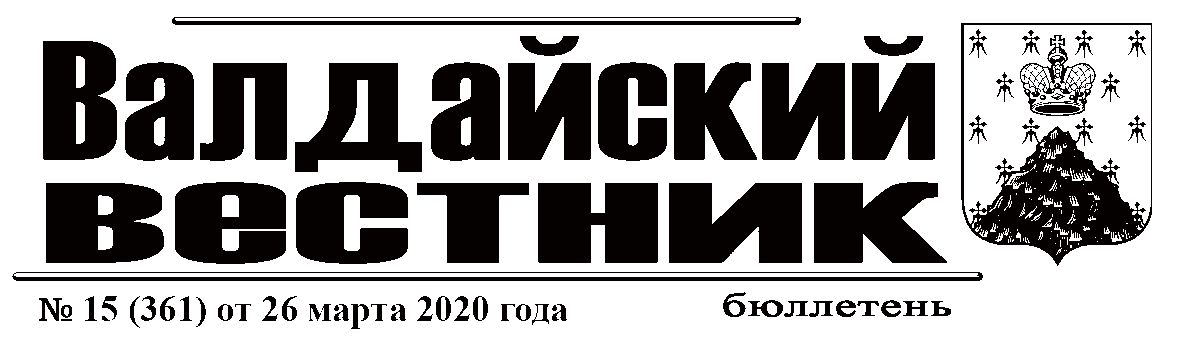 Валдайский
вестник
№ 15 (361) от 26 марта 2020 года бюллетень